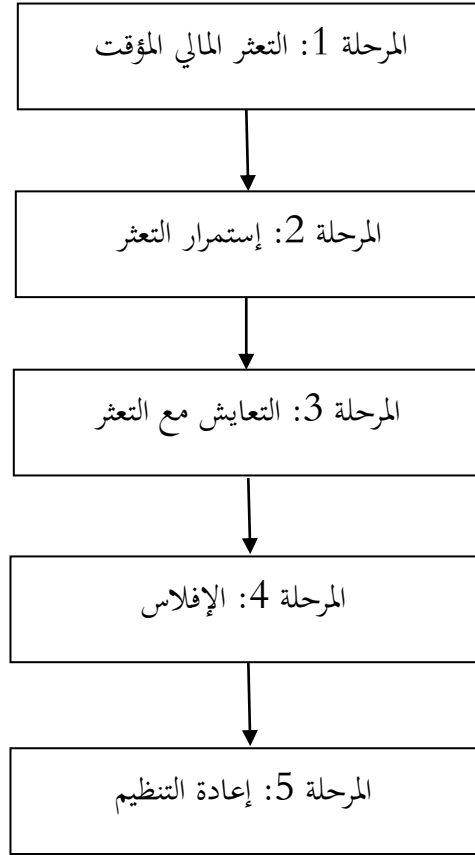 المرحلة 1: التعثر المالي المؤقت
المرحلة 2: إستمرار التعثر
المرحلة 3: التعايش مع التعثر
المرحلة 4: الإفلاس
المرحلة 5: إعادة التنظيم